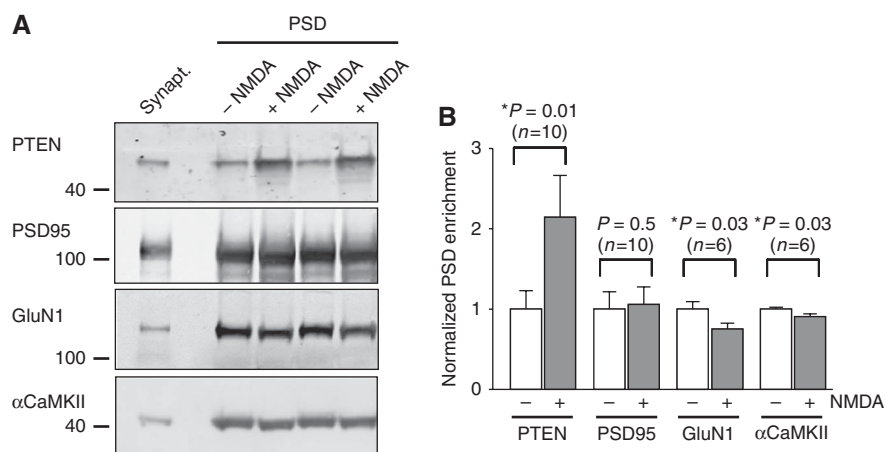 A
PSD
Synapt.
– NMDA
+ NMDA
– NMDA
+ NMDA
PTEN
40
PSD95
100
GluN1
100
αCaMKII
40
B
*P = 0.01
(n=10)
P = 0.5
(n=10)
*P = 0.03
(n=6)
*P = 0.03
(n=6)
Normalized PSD enrichment
3
2
1
0
– + – + – + – + NMDA
PTEN PSD95 GluN1 αCaMKII